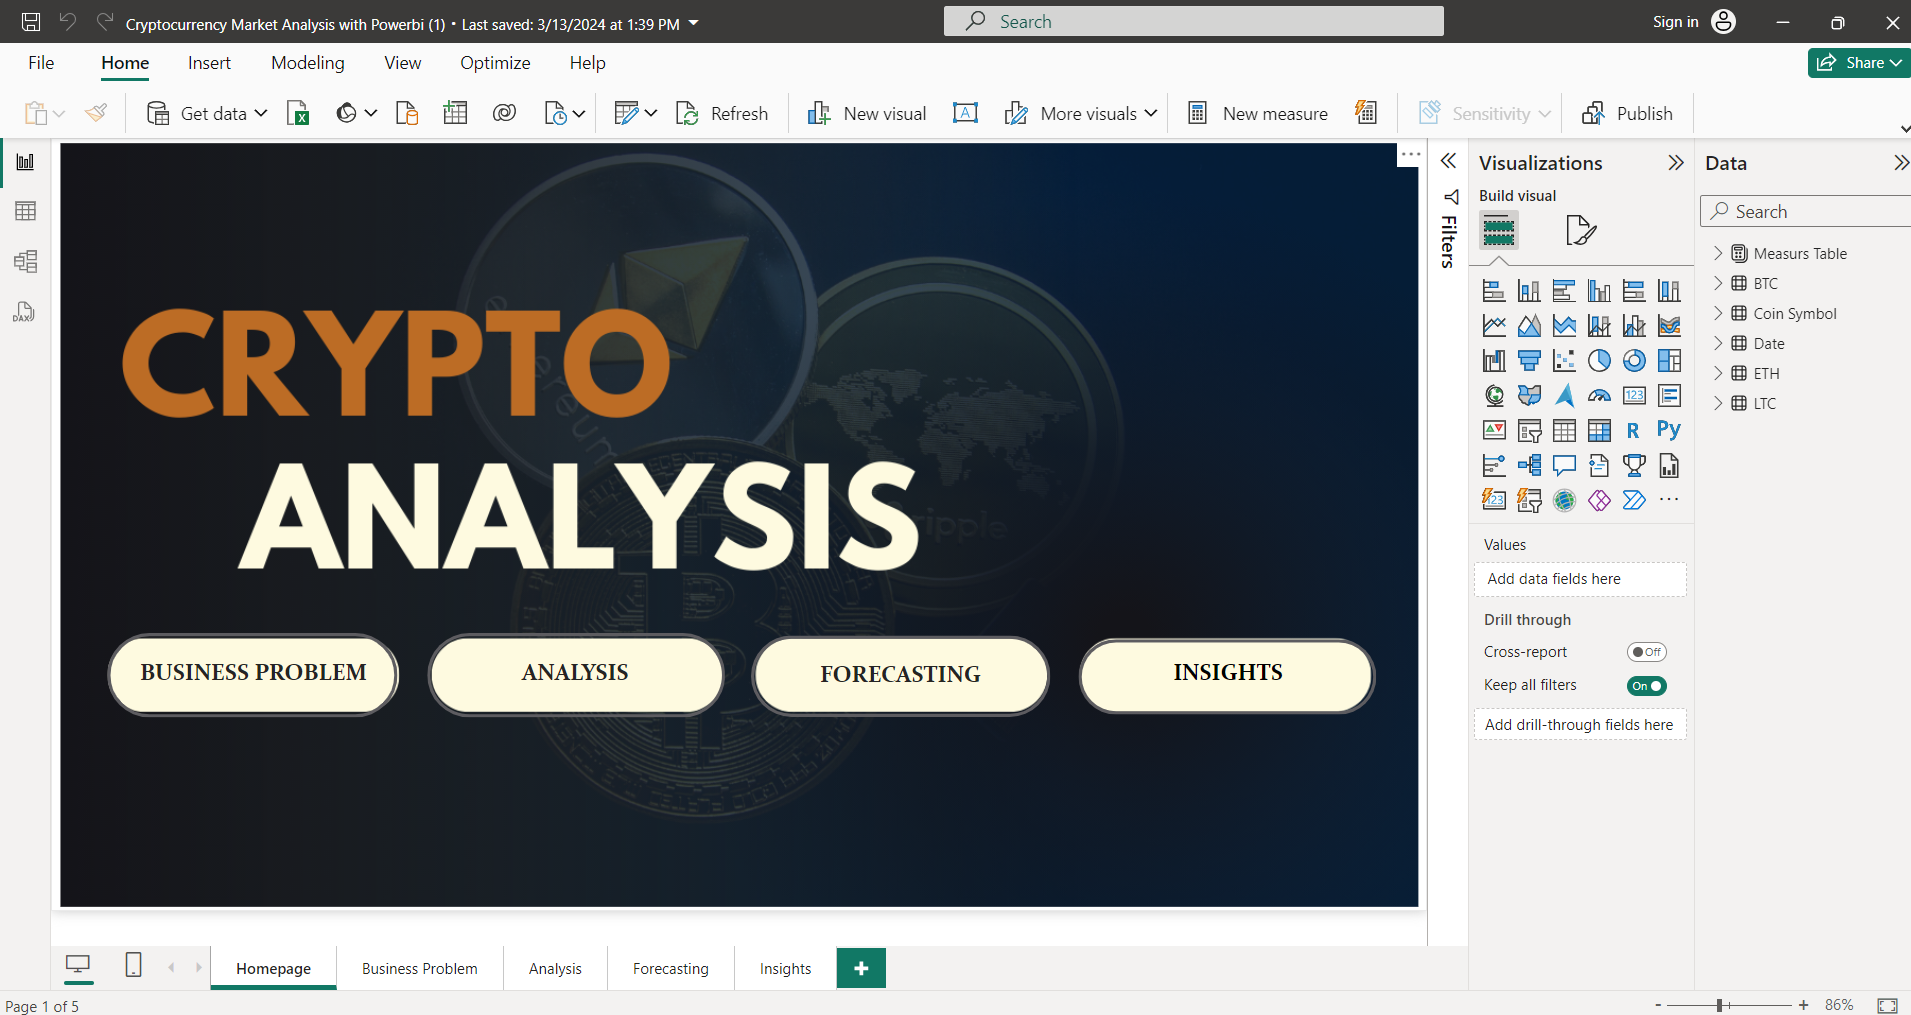 Cryptocurrency Market Analysis with Powerbi (1) • Last saved: 3/13/2024 at 1:39 PM
Search
Sign in
File
Home
Insert
Modeling
View
Optimize
Help
Share
Get data
Refresh
New visual
More visuals
New measure
Sensitivity
Publish
CRYPTO
ANALYSIS
ripple
BUSINESS PROBLEM
ANALYSIS
FORECASTING
INSIGHTS
Filters
Visualizations
Build visual
123
R
Py
123
Values
Add data fields here
Drill through
Cross-report
Off
Keep all filters
On
Add drill-through fields here
Data
Search
Measurs Table
BTC
Coin Symbol
Date
ETH
LTC
DAX
Homepage
Business Problem
Analysis
Forecasting
Insights
+
Page 1 of 5
- + 86%